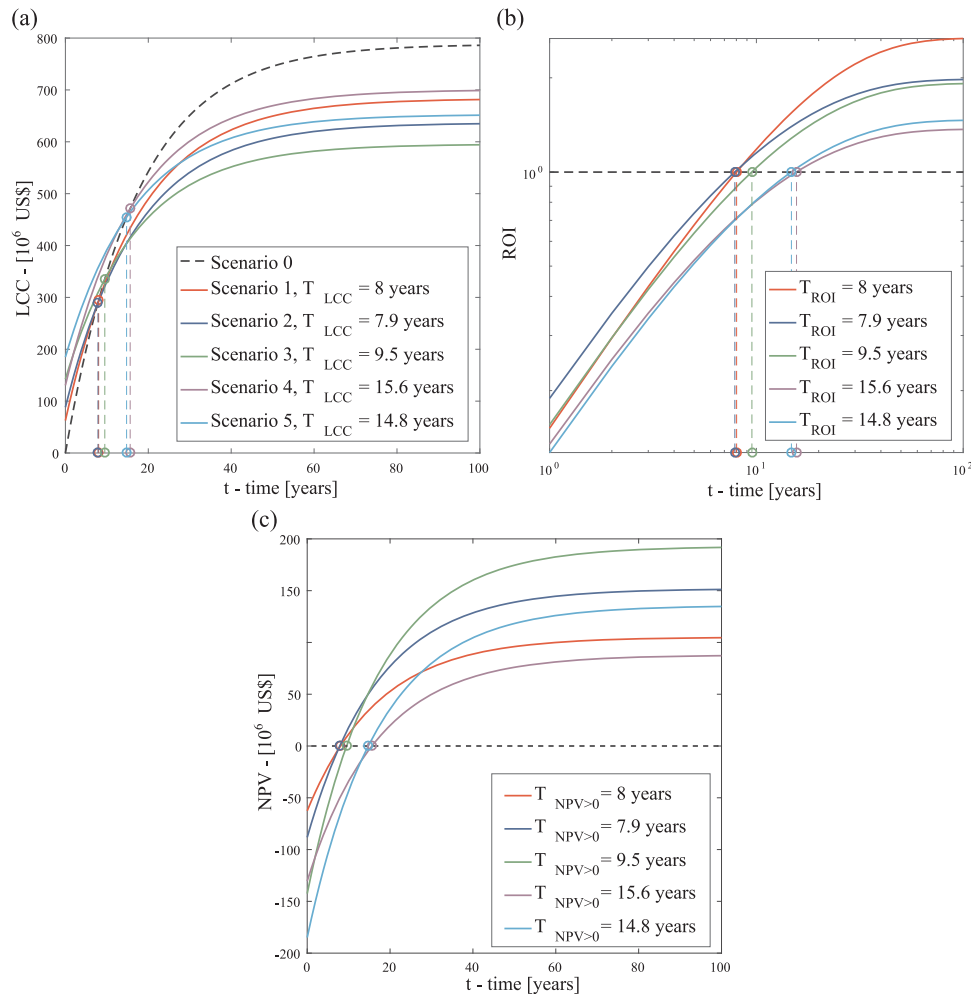 (a)
800
700
600
500
400
300
200
100
0
LCC - [10⁶ US$]
Scenario 0
Scenario 1, T LCC = 8 years
Scenario 2, T LCC = 7.9 years
Scenario 3, T LCC = 9.5 years
Scenario 4, T LCC = 15.6 years
Scenario 5, T LCC = 14.8 years
0 20 40 60 80 100
t - time [years]
(b)
10⁰
ROI
TROI = 8 years
TROI = 7.9 years
TROI = 9.5 years
TROI = 15.6 years
TROI = 14.8 years
10⁰ 10¹ 10²
t - time [years]
(c)
200
150
100
50
0
-50
-100
-150
-200
NPV - [10⁶ US$]
T NPV>0 = 8 years
T NPV>0 = 7.9 years
T NPV>0 = 9.5 years
T NPV>0 = 15.6 years
T NPV>0 = 14.8 years
0 20 40 60 80 100
t - time [years]